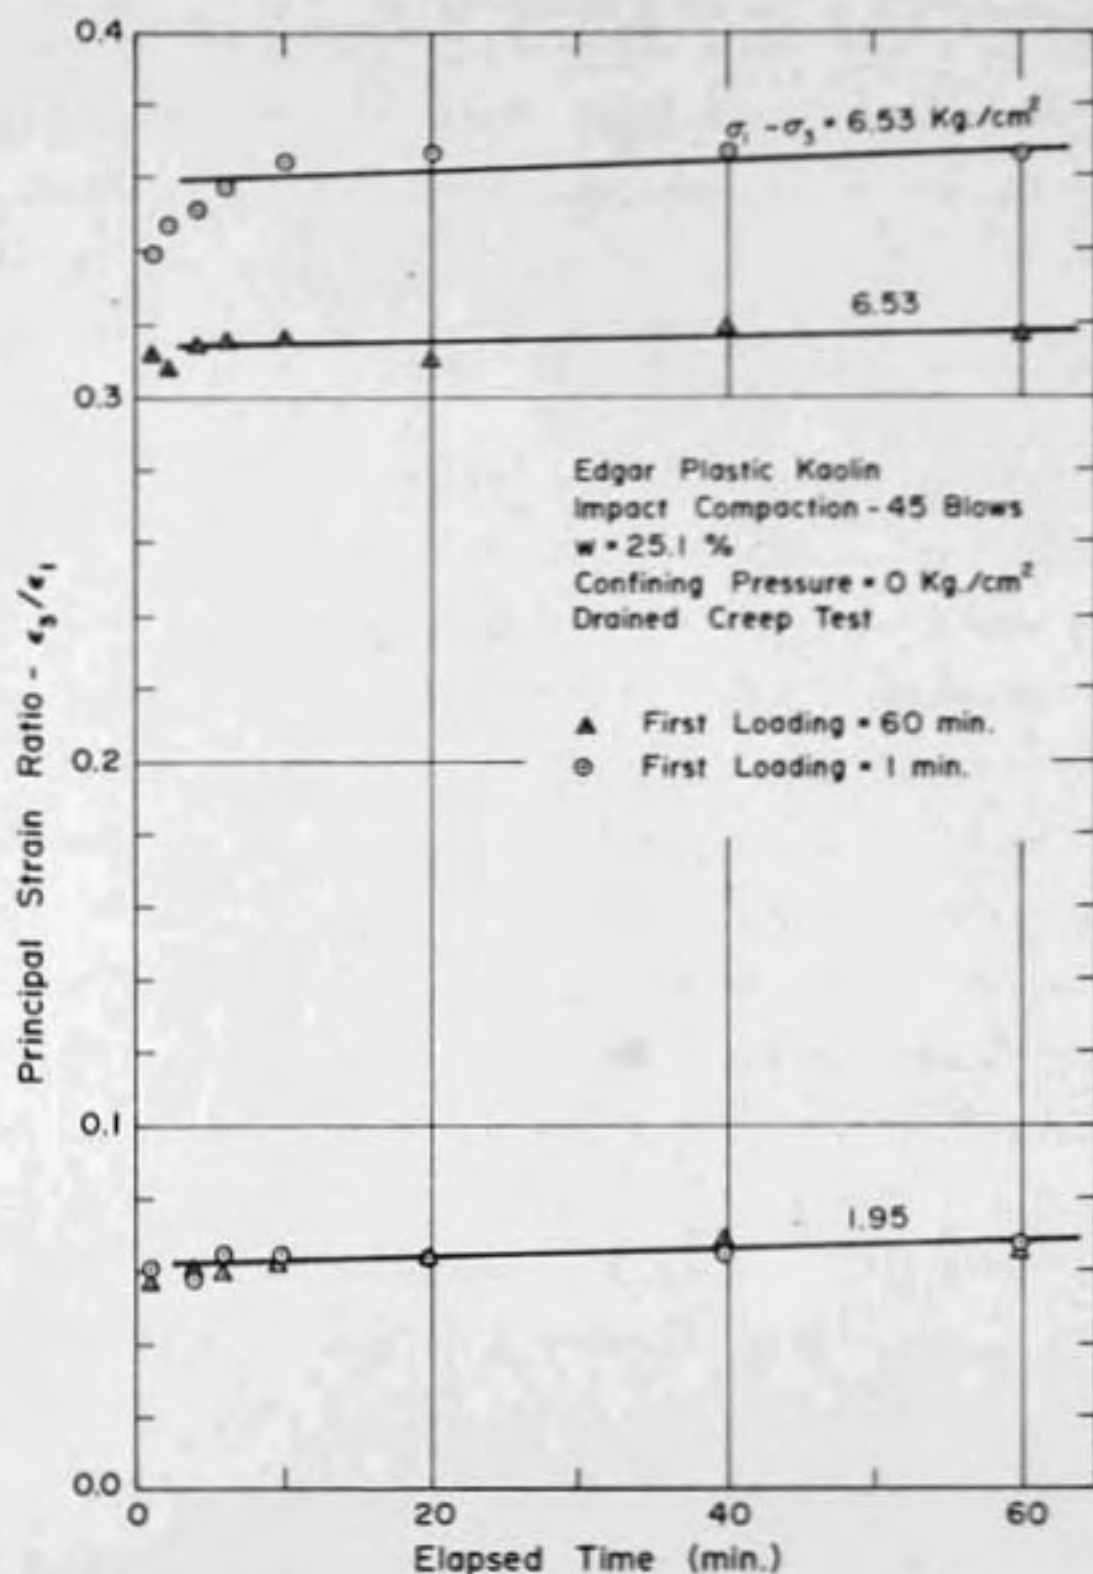 0.4
σ₁ - σ₃ = 6.53 Kg./cm²
6.53
0.3
Edgar Plastic Kaolin
Impact Compaction - 45 Blows
w = 25.1 %
Confining Pressure = 0 Kg./cm²
Drained Creep Test
▲ First Loading = 60 min.
⊙ First Loading = 1 min.
0.2
Principal Strain Ratio - ϵ₃/ϵ₁
0.1
1.95
0.0
0 20 40 60
Elapsed Time (min.)